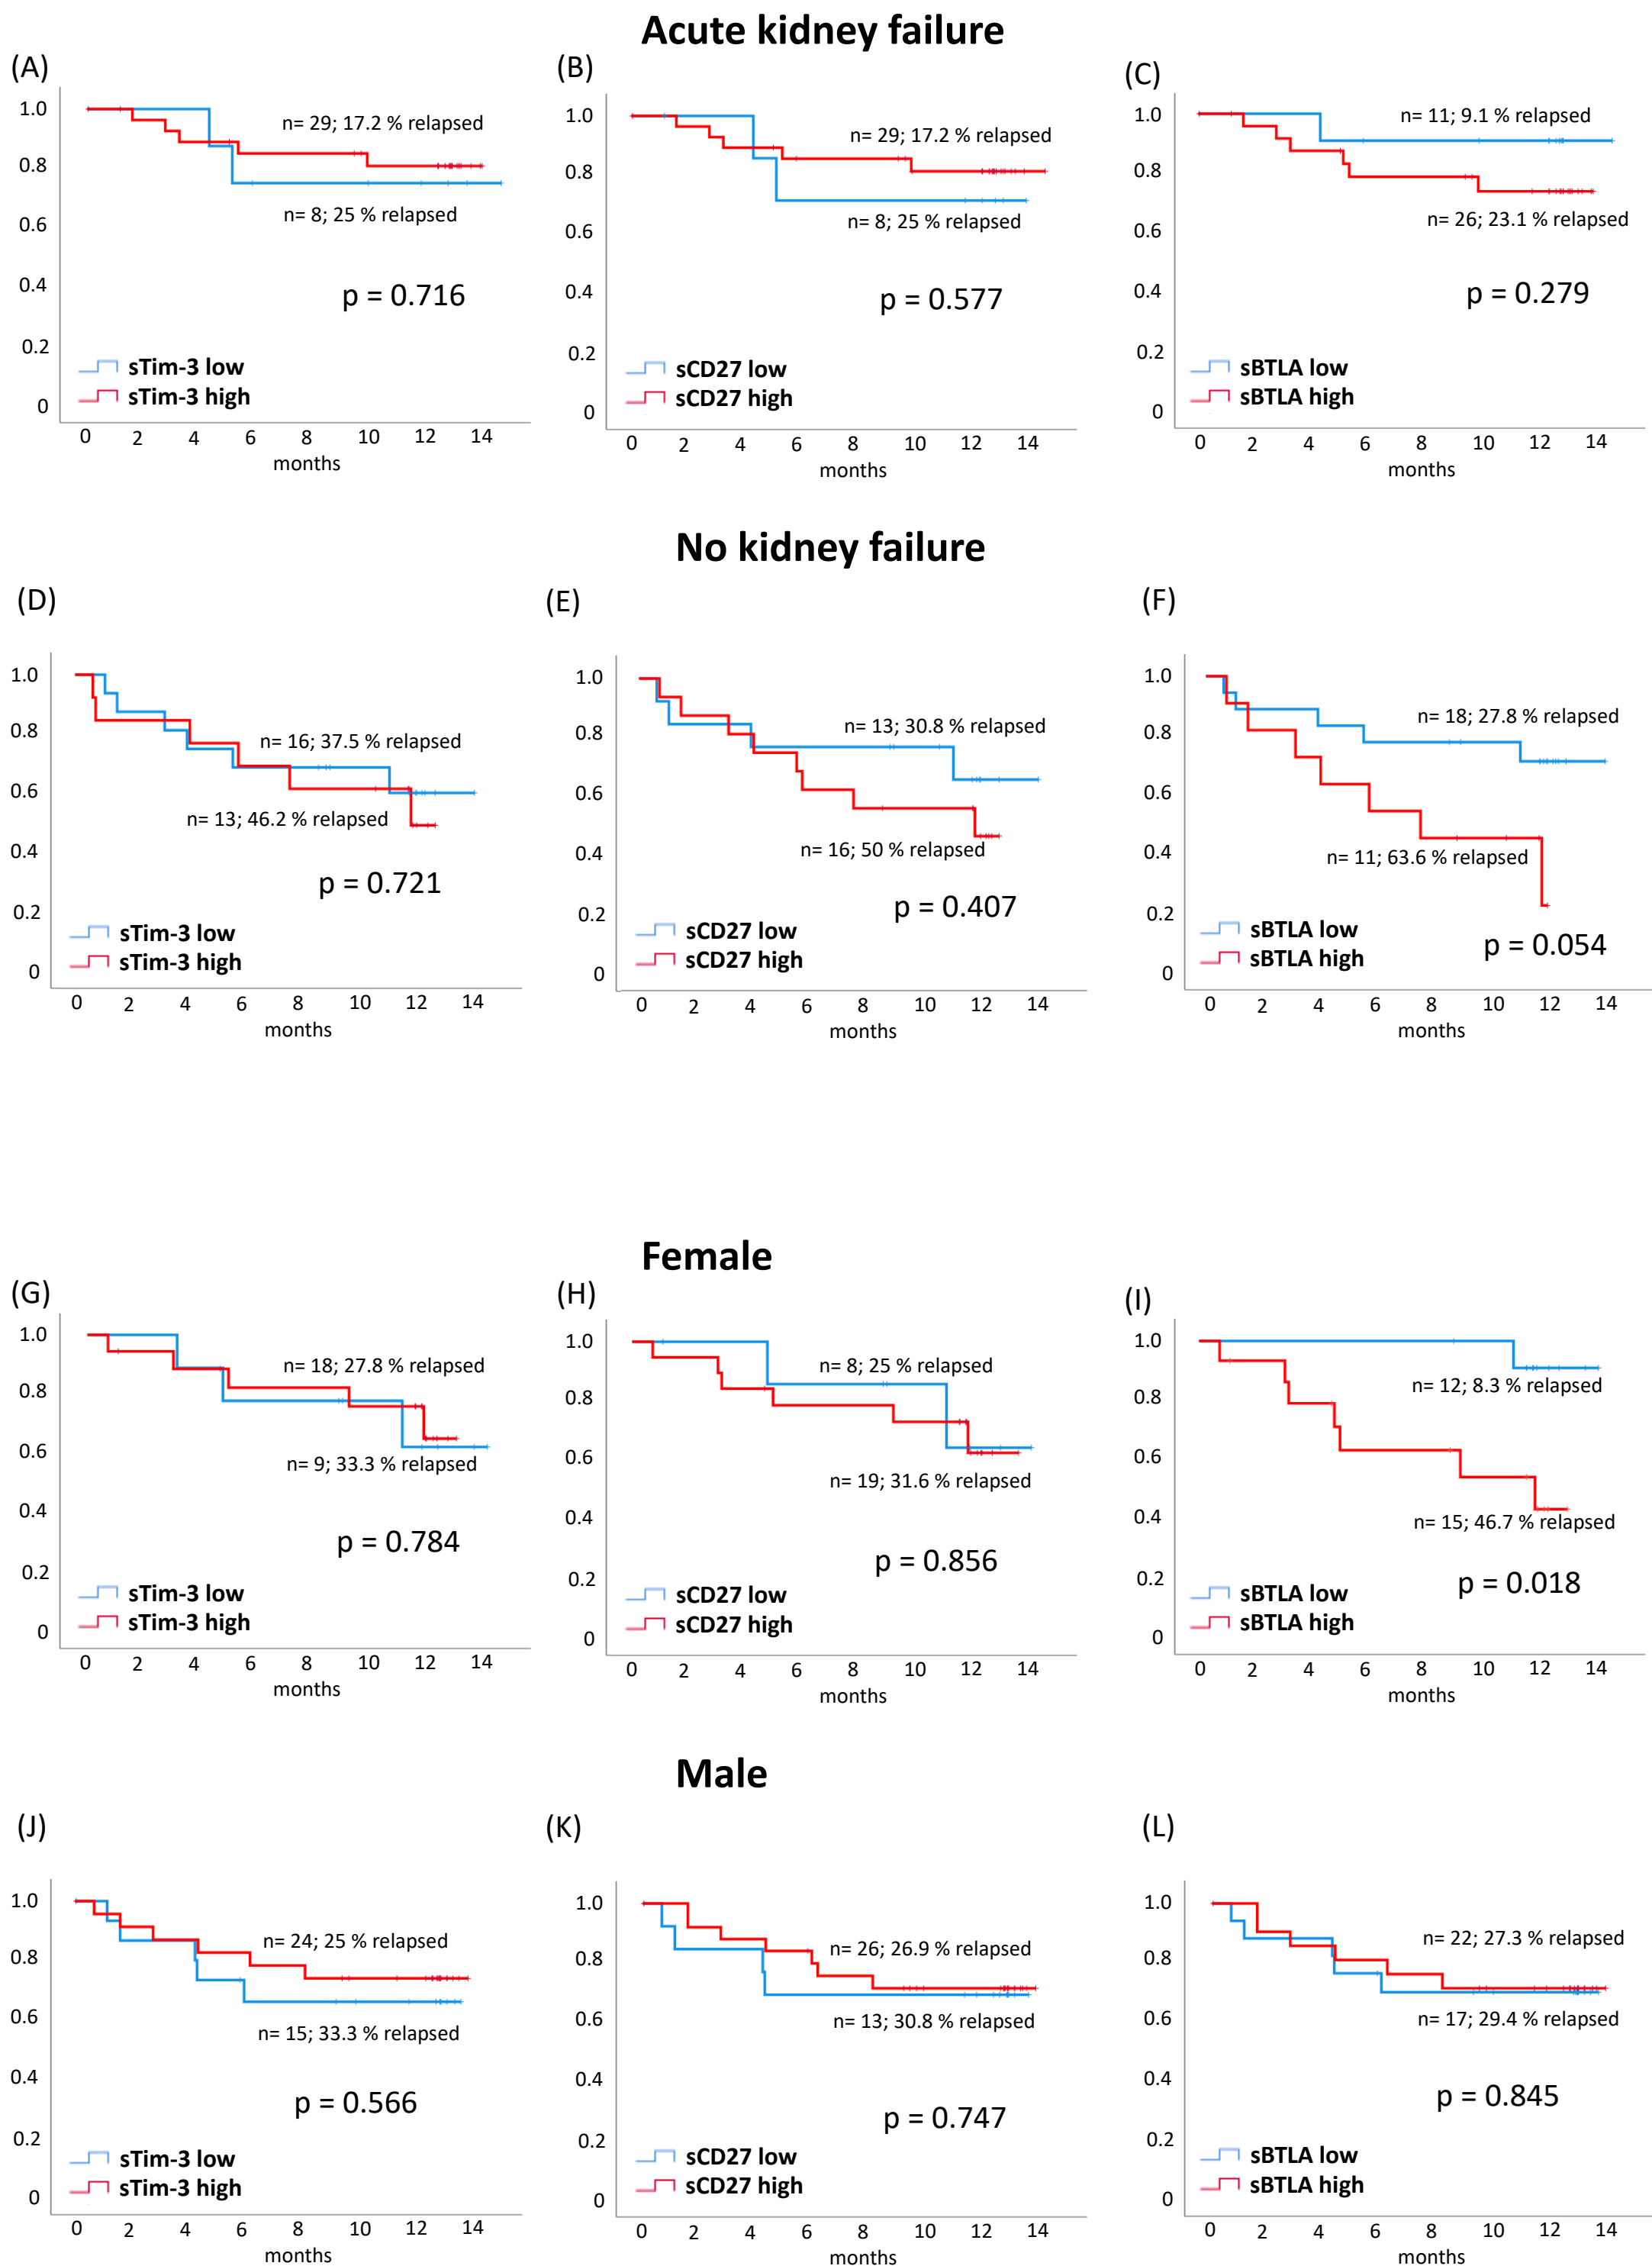 Acute kidney failure
(A)
1.0
0.8
0.6
0.4
0.2
0
n= 29; 17.2 % relapsed
n= 8; 25 % relapsed
p = 0.716
sTim-3 low
sTim-3 high
0 2 4 6 8 10 12 14
months
(B)
1.0
0.8
0.6
0.4
0.2
0
n= 29; 17.2 % relapsed
n= 8; 25 % relapsed
p = 0.577
sCD27 low
sCD27 high
0 2 4 6 8 10 12 14
months
(C)
1.0
0.8
0.6
0.4
0.2
0
n= 11; 9.1 % relapsed
n= 26; 23.1 % relapsed
p = 0.279
sBTLA low
sBTLA high
0 2 4 6 8 10 12 14
months
No kidney failure
(D)
1.0
0.8
0.6
0.4
0.2
0
n= 16; 37.5 % relapsed
n= 13; 46.2 % relapsed
p = 0.721
sTim-3 low
sTim-3 high
0 2 4 6 8 10 12 14
months
(E)
1.0
0.8
0.6
0.4
0.2
0
n= 13; 30.8 % relapsed
n= 16; 50 % relapsed
p = 0.407
sCD27 low
sCD27 high
0 2 4 6 8 10 12 14
months
(F)
1.0
0.8
0.6
0.4
0.2
0
n= 18; 27.8 % relapsed
n= 11; 63.6 % relapsed
p = 0.054
sBTLA low
sBTLA high
0 2 4 6 8 10 12 14
months
Female
(G)
1.0
0.8
0.6
0.4
0.2
0
n= 18; 27.8 % relapsed
n= 9; 33.3 % relapsed
p = 0.784
sTim-3 low
sTim-3 high
0 2 4 6 8 10 12 14
months
(H)
1.0
0.8
0.6
0.4
0.2
0
n= 8; 25 % relapsed
n= 19; 31.6 % relapsed
p = 0.856
sCD27 low
sCD27 high
0 2 4 6 8 10 12 14
months
(I)
1.0
0.8
0.6
0.4
0.2
0
n= 12; 8.3 % relapsed
n= 15; 46.7 % relapsed
p = 0.018
sBTLA low
sBTLA high
0 2 4 6 8 10 12 14
months
Male
(J)
1.0
0.8
0.6
0.4
0.2
0
n= 24; 25 % relapsed
n= 15; 33.3 % relapsed
p = 0.566
sTim-3 low
sTim-3 high
0 2 4 6 8 10 12 14
months
(K)
1.0
0.8
0.6
0.4
0.2
0
n= 26; 26.9 % relapsed
n= 13; 30.8 % relapsed
p = 0.747
sCD27 low
sCD27 high
0 2 4 6 8 10 12 14
months
(L)
1.0
0.8
0.6
0.4
0.2
0
n= 22; 27.3 % relapsed
n= 17; 29.4 % relapsed
p = 0.845
sBTLA low
sBTLA high
0 2 4 6 8 10 12 14
months